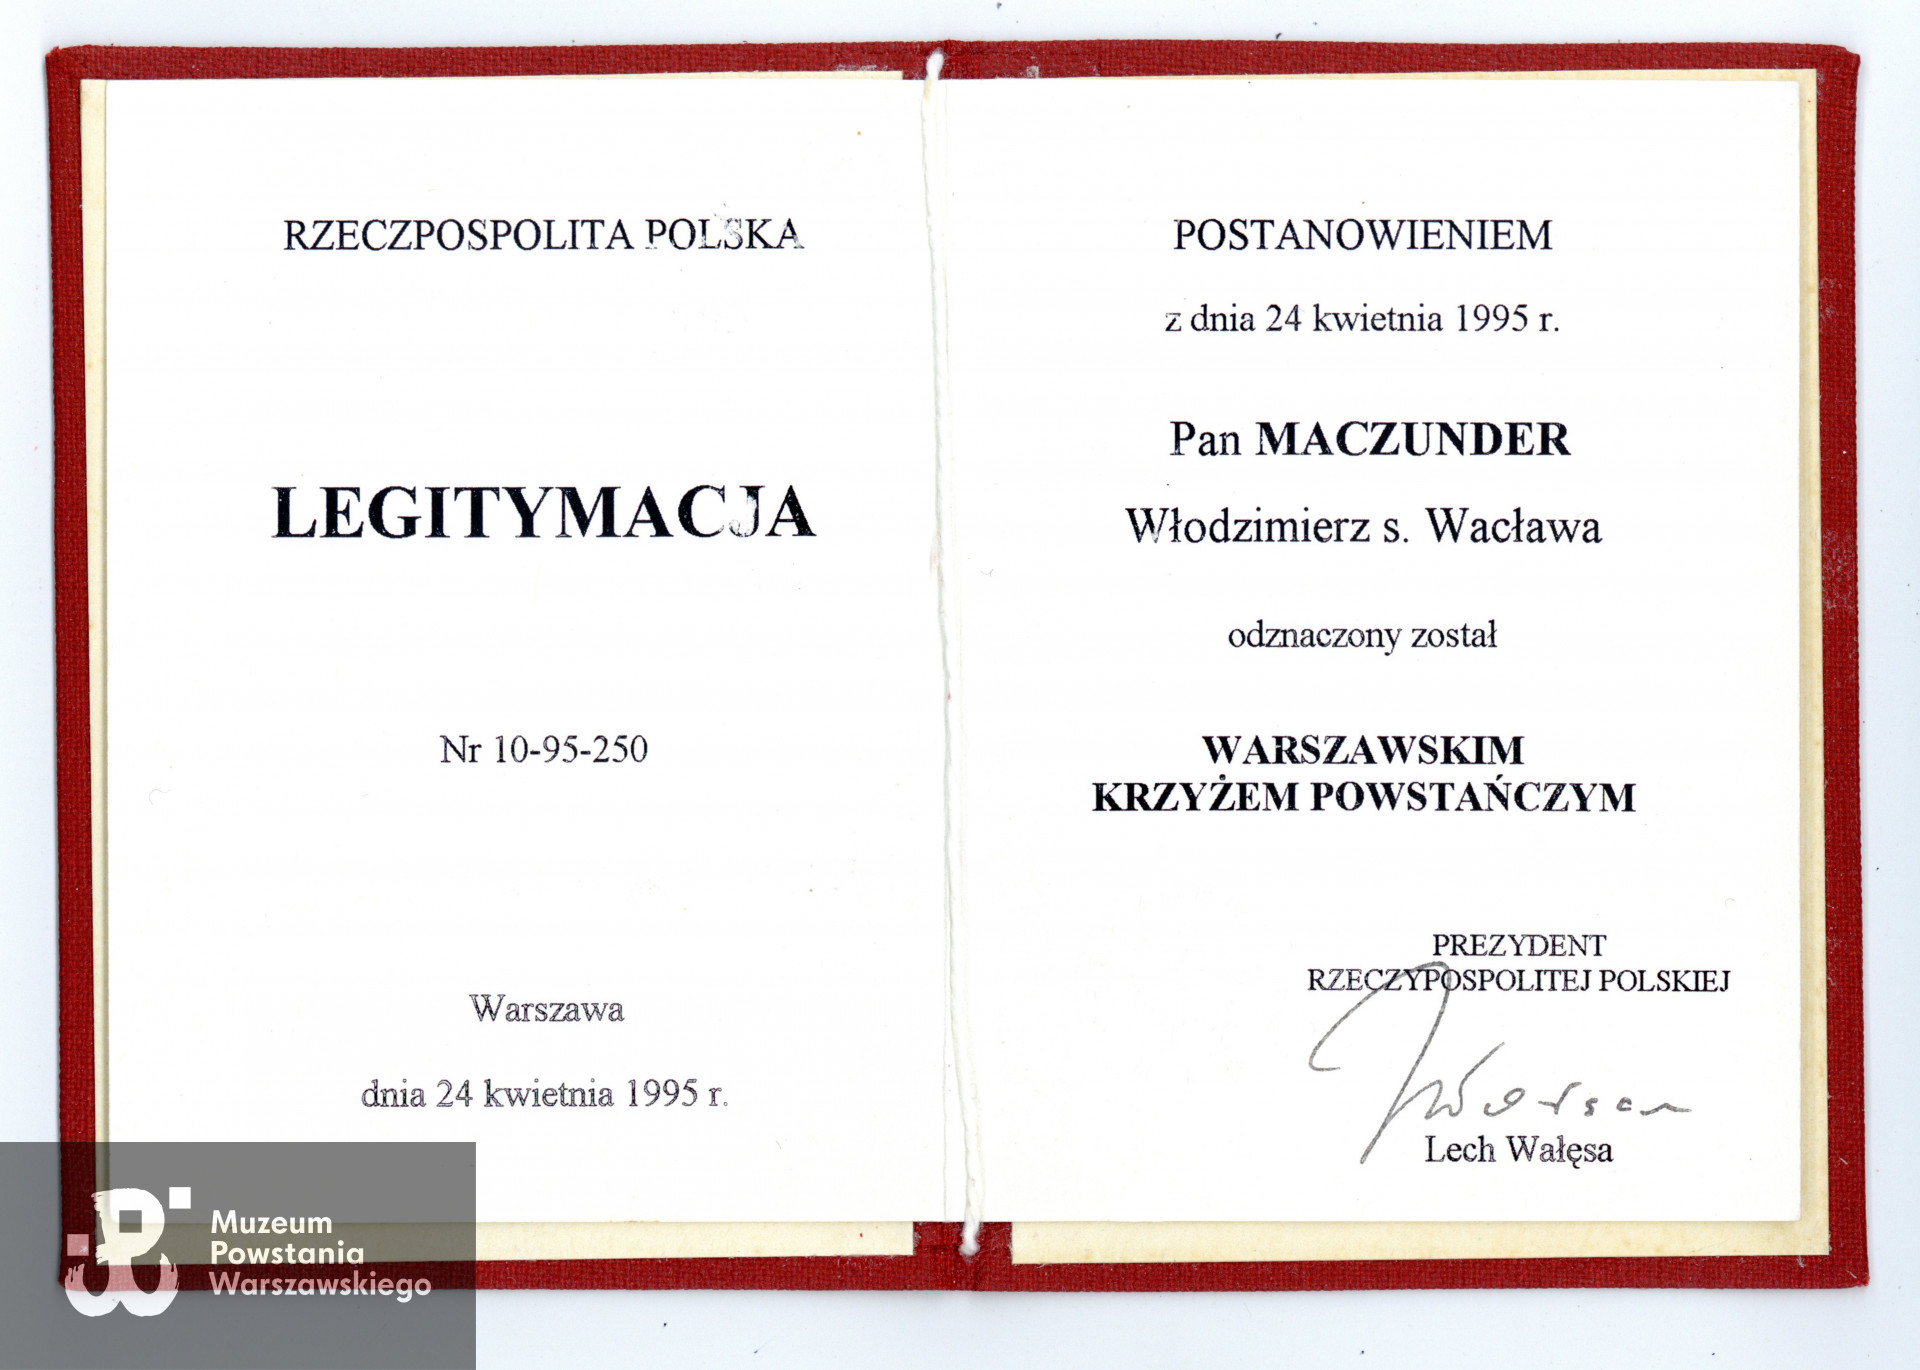 RZECZPOSPOLITA POLSKA
LEGITYMACJA
Nr 10-95-250
Warszawa
dnia 24 kwietnia 1995 r.
POSTANOWIENIEM
z dnia 24 kwietnia 1995 r.
Pan MACZUNDER
Włodzimierz s. Wacława
odznaczony został
WARSZAWSKIM
KRZYŻEM POWSTAŃCZYM
PREZYDENT
RZECZYPOSPOLITEJ POLSKIEJ
Lech Wałęsa
Muzeum
Powstania
Warszawskiego